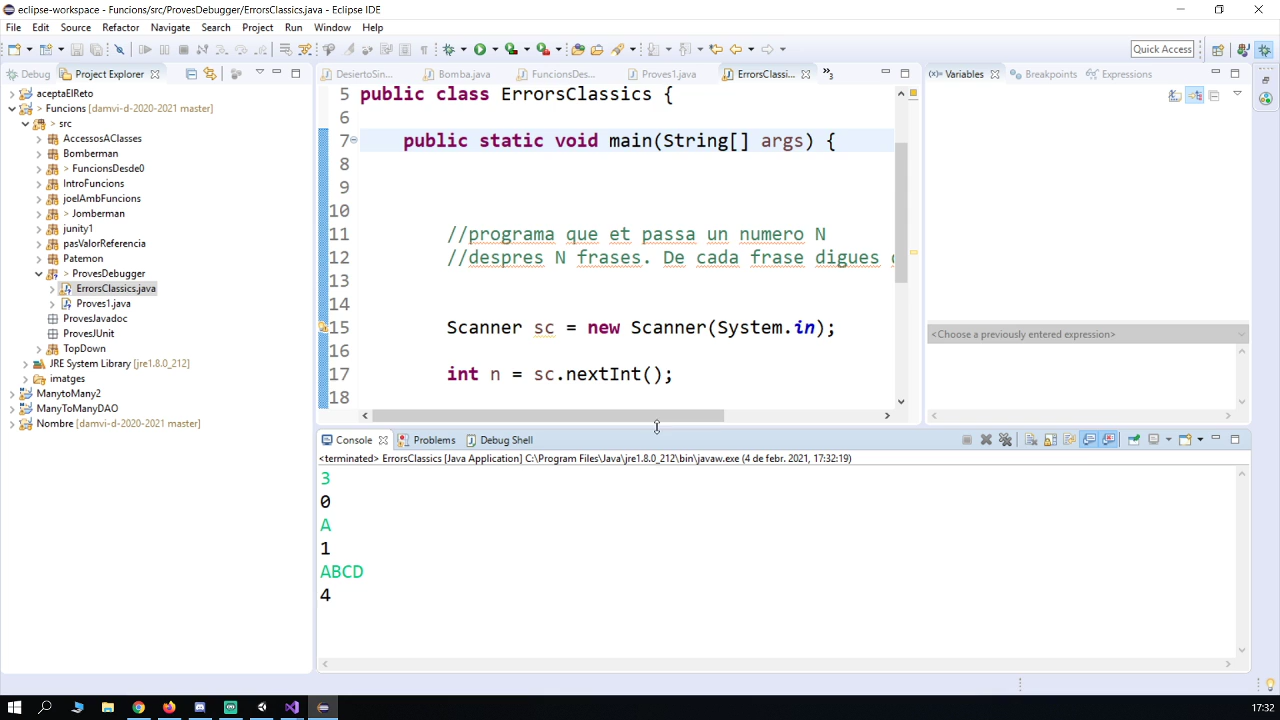 eclipse-workspace - Funcions/src/ProvesDebugger/ErrorsClassics.java - Eclipse IDE
File Edit Source Refactor Navigate Search Project Run Window Help
Quick Access
Debug Project Explorer
DesiertoSin... Bomba.java FuncionsDes... Proves1.java ErrorsClassi... »3
(x)= Variables Breakpoints Expressions
aceptaElReto
> Funcions [damvi-d-2020-2021 master]
> src
AccessosAClasses
Bomberman
> FuncionsDesde0
IntroFuncions
joelAmbFuncions
> Jomberman
junity1
pasValorReferencia
Patemon
> ProvesDebugger
ErrorsClassics.java
Proves1.java
ProvesJavadoc
ProvesJUnit
TopDown
JRE System Library [jre1.8.0_212]
imatges
ManytoMany2
ManyToManyDAO
Nombre [damvi-d-2020-2021 master]
5 public class ErrorsClassics {
6
7 public static void main(String[] args) {
8
9
10
11 //programa que et passa un numero N
12 //despres N frases. De cada frase digues
13
14
15 Scanner sc = new Scanner(System.in);
16
17 int n = sc.nextInt();
18
<Choose a previously entered expression>
Console Problems Debug Shell
<terminated> ErrorsClassics [Java Application] C:\Program Files\Java\jre1.8.0_212\bin\javaw.exe (4 de febr. 2021, 17:32:19)
3
0
A
1
ABCD
4
17:32